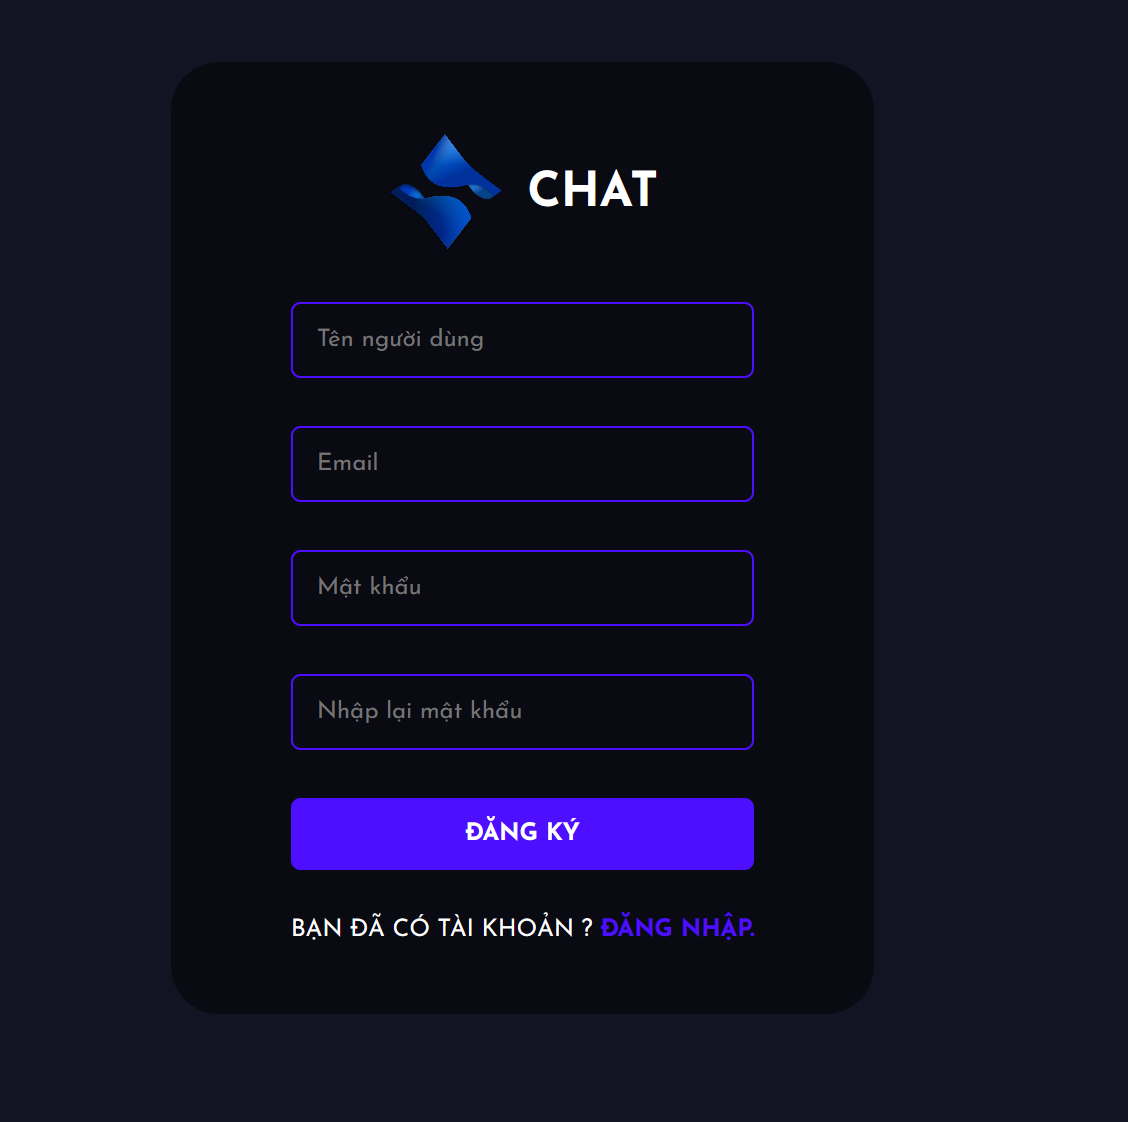 CHAT
Tên người dùng
Email
Mật khẩu
Nhập lại mật khẩu
ĐĂNG KÝ
BẠN ĐÃ CÓ TÀI KHOẢN ? ĐĂNG NHẬP.